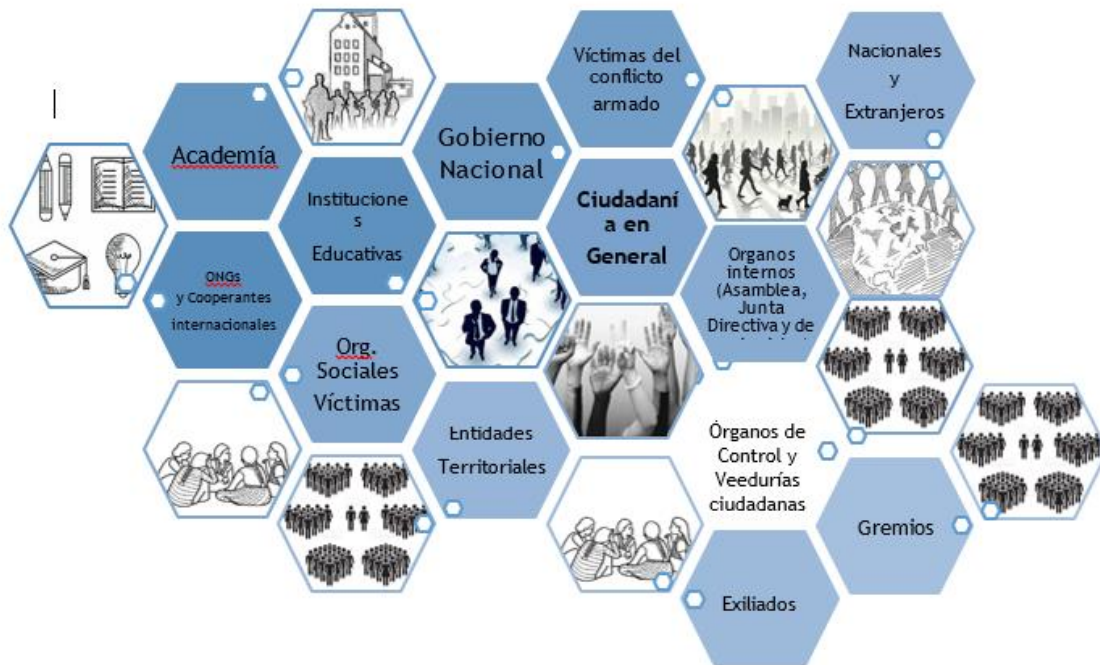 Académía
ONGs
y Cooperantes
internacionales
Institucione
s
Educativas
Org.
Sociales
Víctimas
Gobierno
Nacional
Entidades
Territoriales
Víctimas del
conflicto
armado
Ciudadaní
a en
General
Nacionales
y
Extranjeros
Organos
internos
(Asamblea,
Junta
Directiva y de
Órganos de
Control y
Veedurías
ciudadanas
Gremios
Exiliados